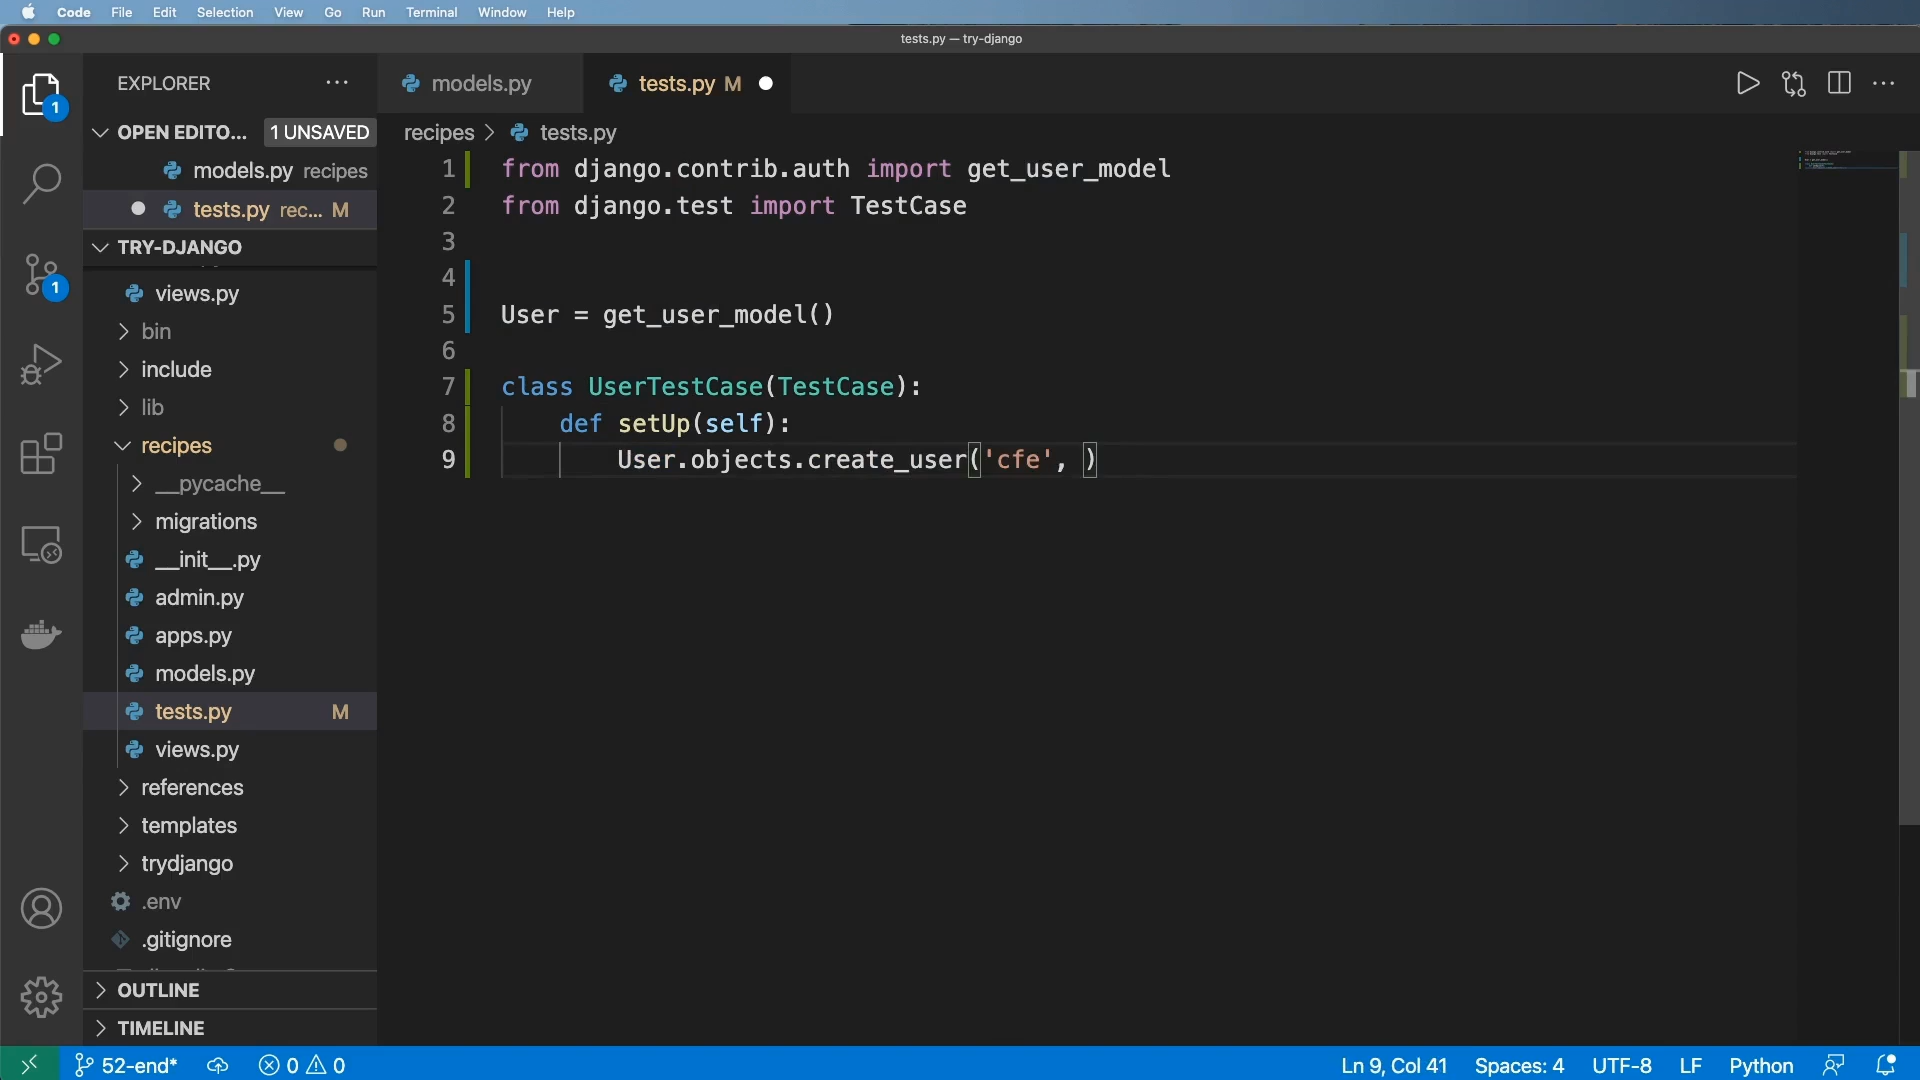 Code File Edit Selection View Go Run Terminal Window Help
tests.py — try-django
EXPLORER
1
OPEN EDITO... 1 UNSAVED
models.py recipes
tests.py rec... M
TRY-DJANGO
1
views.py
bin
include
lib
recipes
__pycache__
migrations
__init__.py
admin.py
apps.py
models.py
tests.py M
views.py
references
templates
trydjango
.env
.gitignore
OUTLINE
TIMELINE
models.py tests.py M
recipes > tests.py
1 from django.contrib.auth import get_user_model
2 from django.test import TestCase
3
4
5 User = get_user_model()
6
7 class UserTestCase(TestCase):
8 def setUp(self):
9 User.objects.create_user('cfe', )
52-end* 0 0 Ln 9, Col 41 Spaces: 4 UTF-8 LF Python